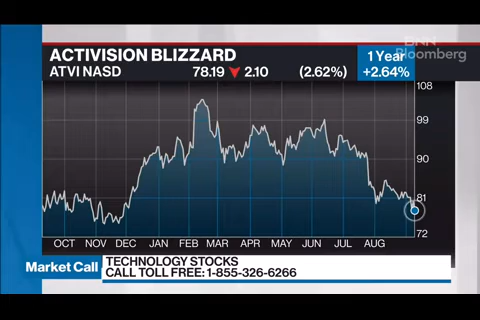 ACTIVISION BLIZZARD
ATVI NASD 78.19 2.10 (2.62%)
1 Year
+2.64%
BNN
Bloomberg
108
99
90
81
72
OCT NOV DEC JAN FEB MAR APR MAY JUN JUL AUG
Market Call
TECHNOLOGY STOCKS
CALL TOLL FREE: 1-855-326-6266